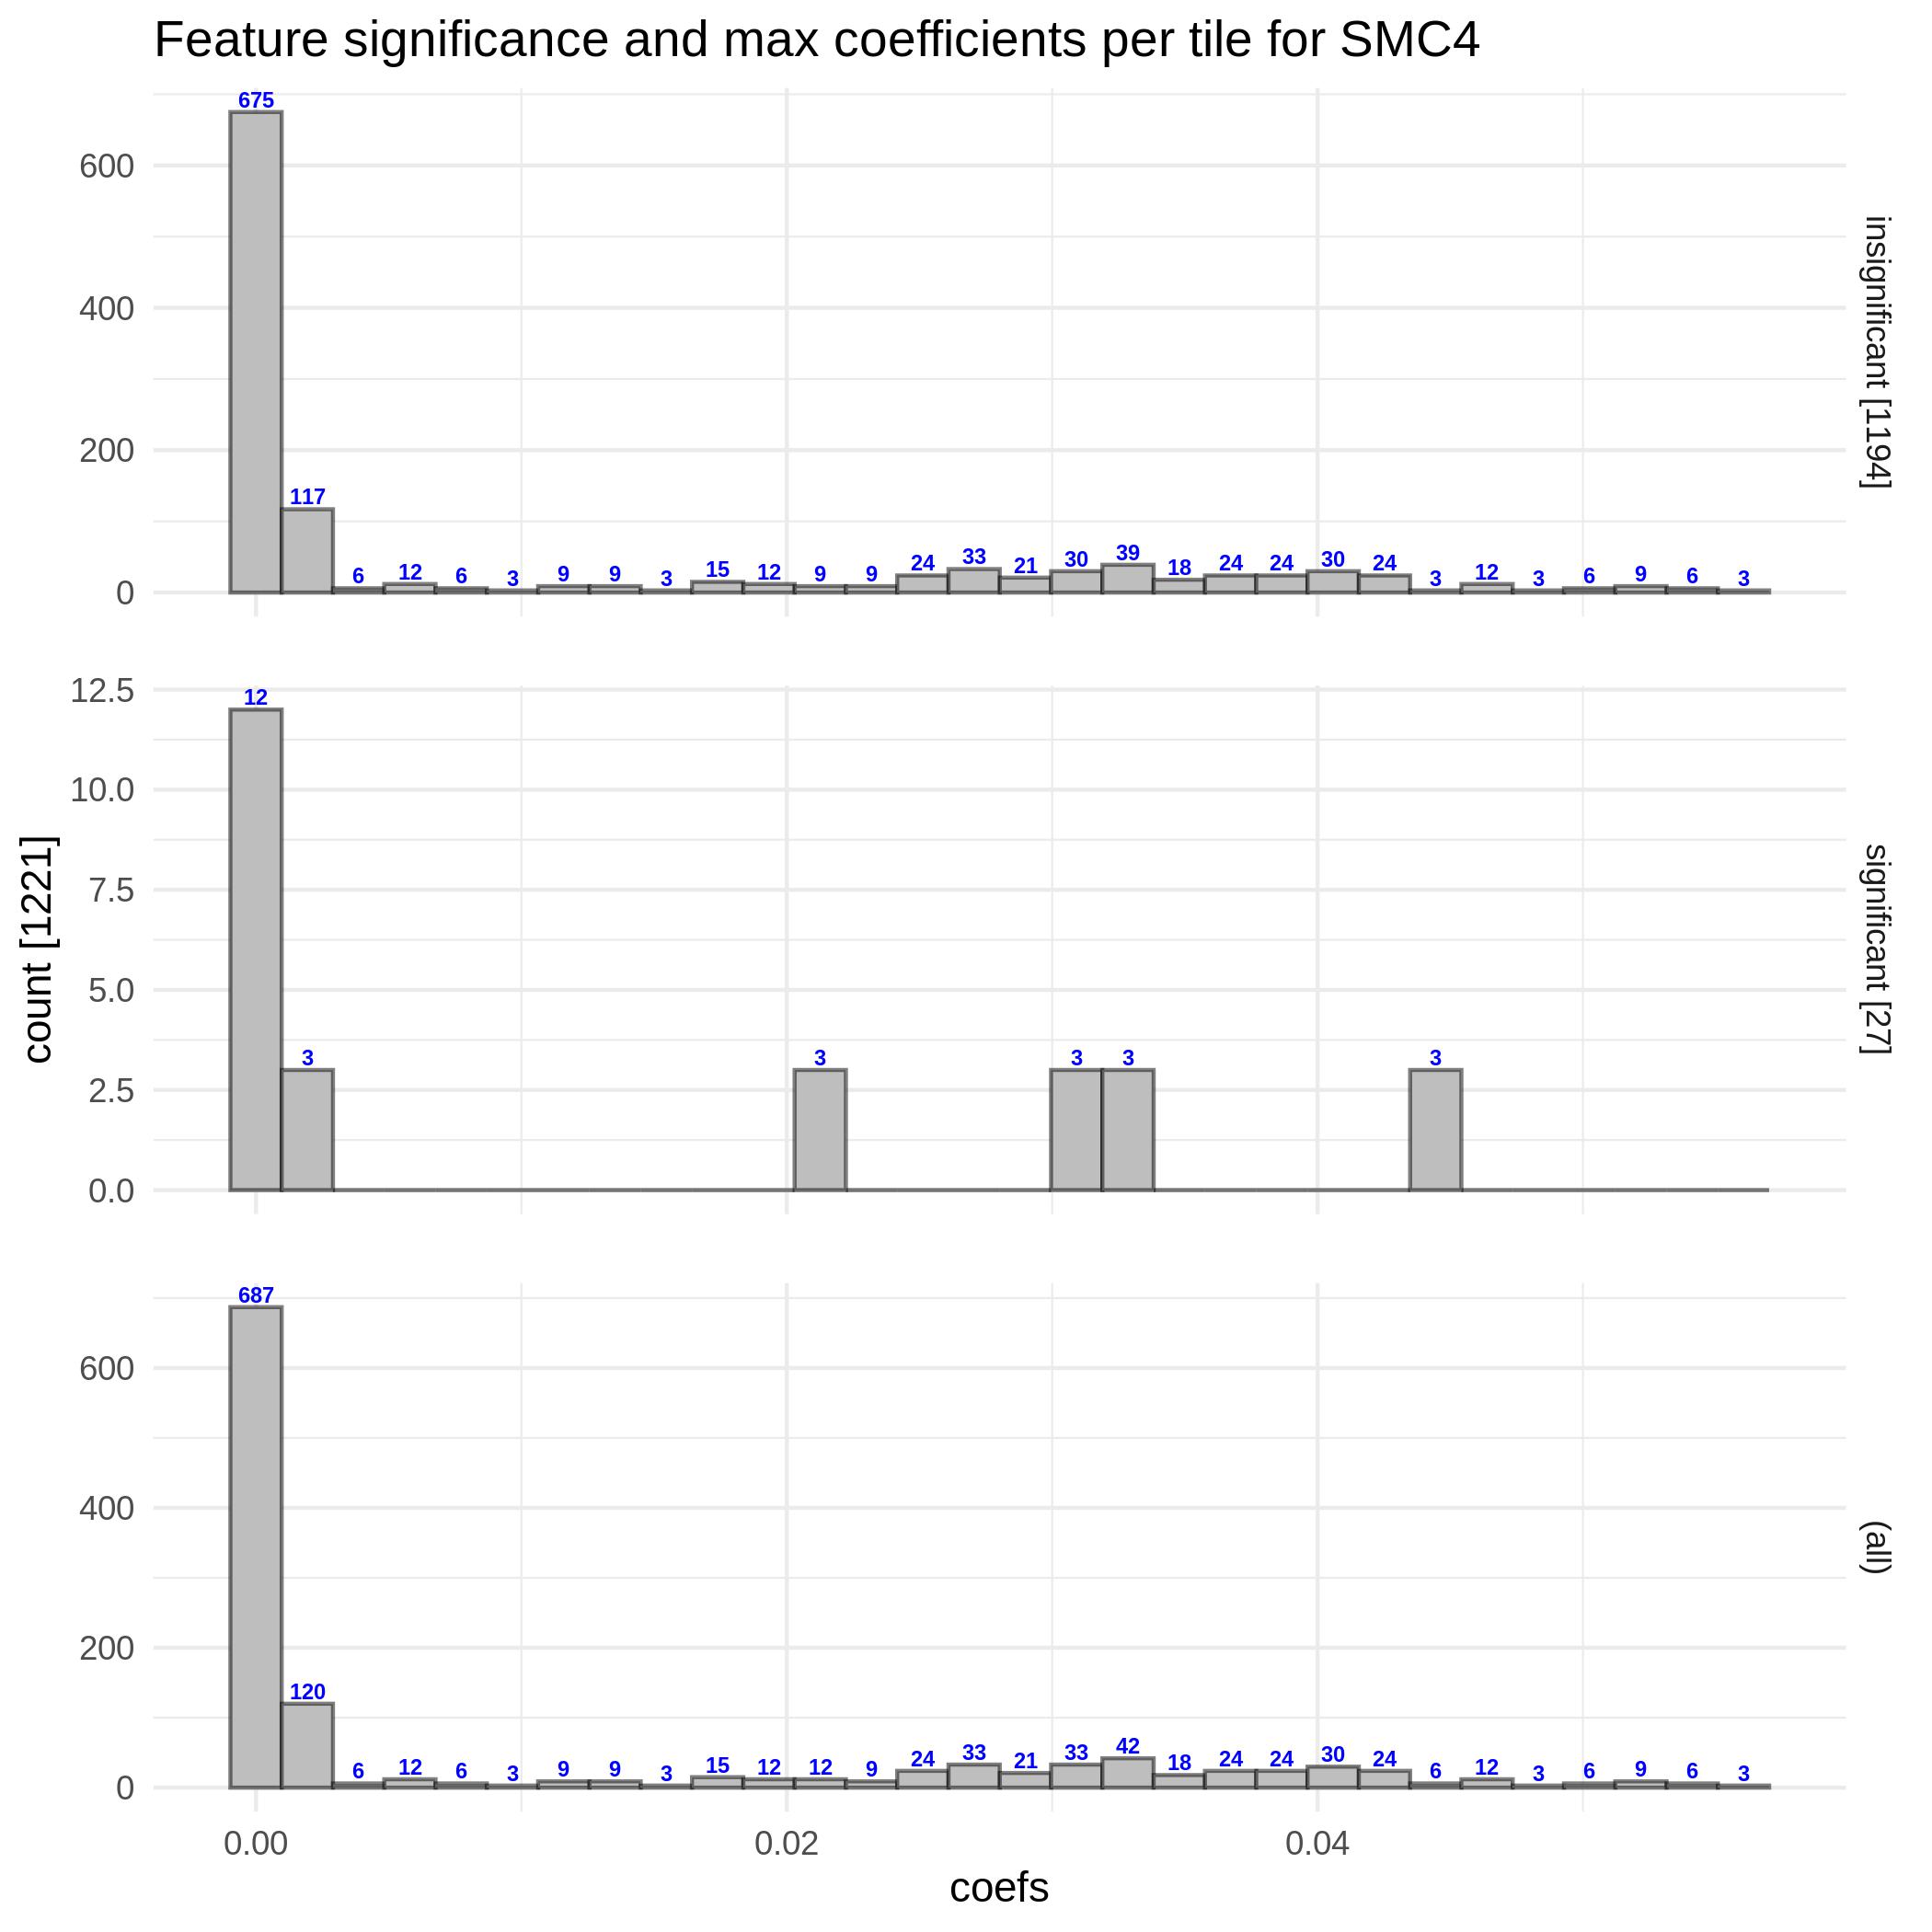 Feature significance and max coefficients per tile for SMC4
675
600
400
200
0
117
6 12 6 3 9 9 3 15 12 9 9 24 33 21 30 39 18 24 24 30 24 3 12 3 6 9 6 3
insignificant [1194]
12.5
10.0
7.5
5.0
2.5
0.0
12
3 3 3 3 3
significant [27]
count [1221]
687
600
400
200
0
120
6 12 6 3 9 9 3 15 12 12 9 24 33 21 33 42 18 24 24 30 24 6 12 3 6 9 6 3
(all)
0.00 0.02 0.04
coefs